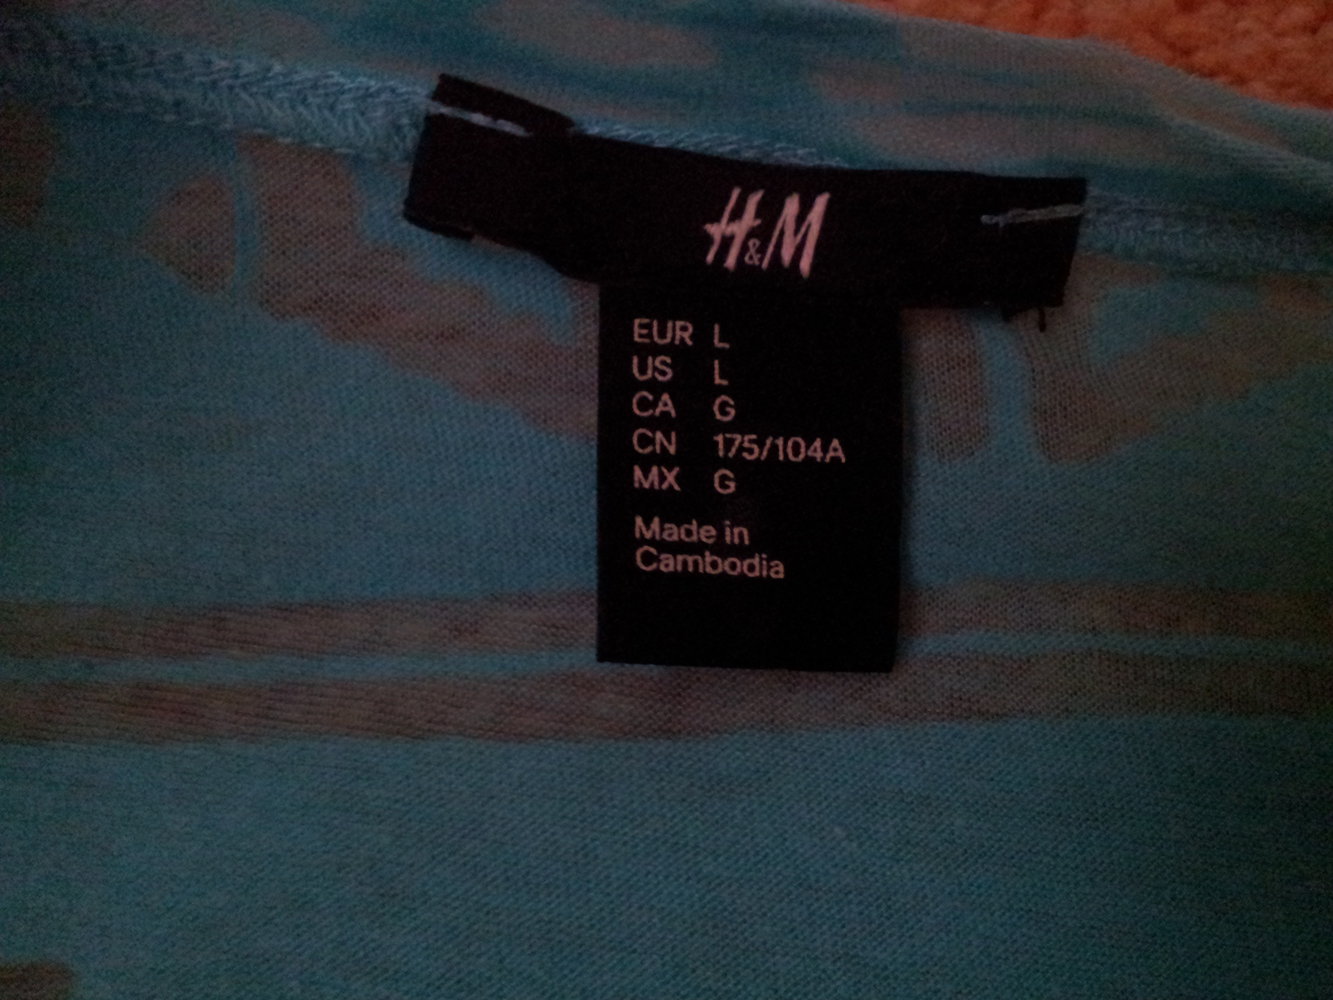 H&M
EUR L
US L
CA G
CN 175/104A
MX G
Made in
Cambodia